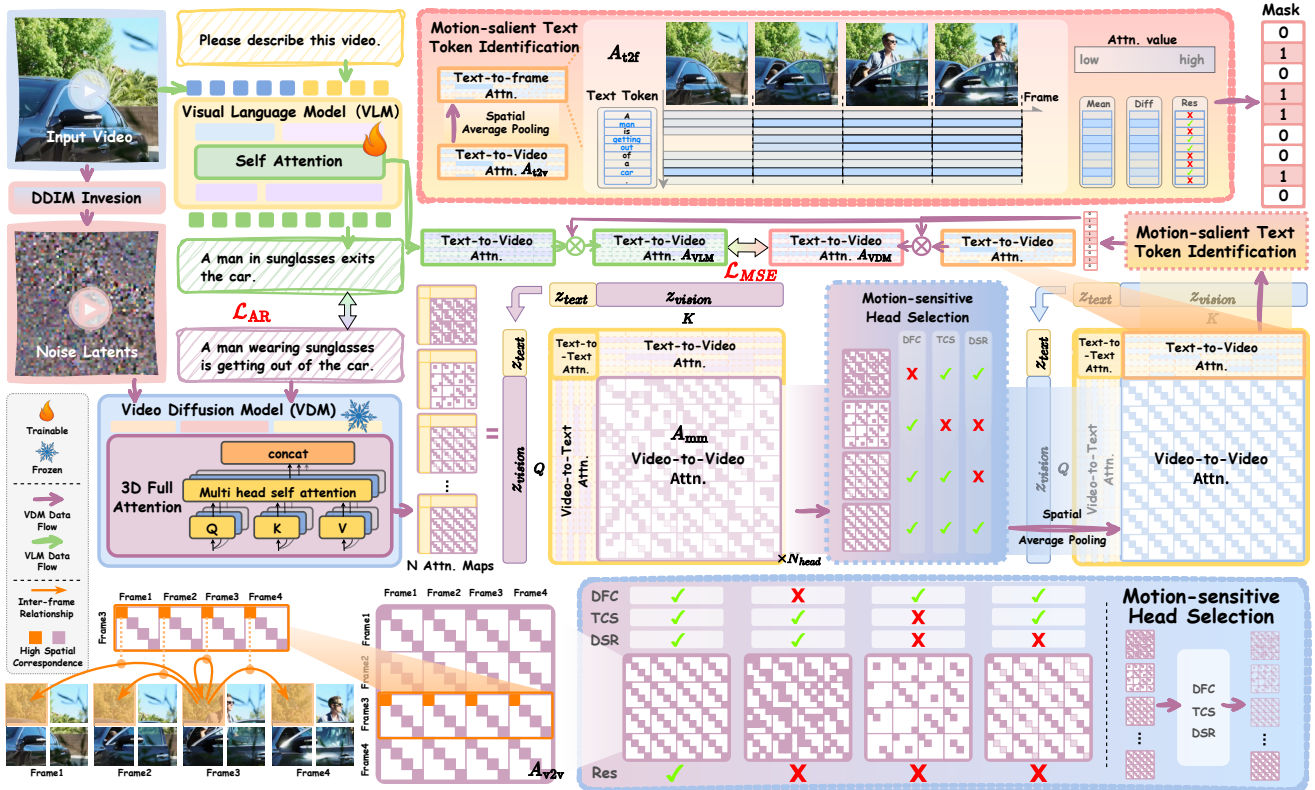 Input Video
DDIM Invesion
Noise Latents
Please describe this video.
Visual Language Model (VLM)
Self Attention
A man in sunglasses exits
the car.
L_AR
A man wearing sunglasses
is getting out of the car.
Motion-salient Text
Token Identification
Text-to-frame
Attn.
Spatial
Average Pooling
Text-to-Video
Attn. A_t2v
A_t2f
Text Token
A
man
is
getting
out
of
a
car
.
Frame
Attn. value
low
high
Mean
Diff
Res
Mask
0
1
0
1
1
0
0
1
0
Text-to-Video
Attn.
Text-to-Video
Attn. A_VLM
L_MSE
Text-to-Video
Attn. A_VDM
Text-to-Video
Attn.
Motion-salient Text
Token Identification
Trainable
Frozen
VDM Data
Flow
VLM Data
Flow
Inter-frame
Relationship
High Spatial
Correspondence
Video Diffusion Model (VDM)
3D Full
Attention
concat
Multi head self attention
Q
K
V
N Attn. Maps
=
z_text
z_vision
K
z_text
z_vision
Q
Text-to
-Text
Attn.
Text-to-Video
Attn.
Video-to-Text
Attn.
A_mm
Video-to-Video
Attn.
×N_head
Motion-sensitive
Head Selection
DFC
TCS
DSR
Spatial
Average Pooling
z_text
z_vision
K
z_text
z_vision
Q
Text-to
-Text
Attn.
Text-to-Video
Attn.
Video-to-Text
Attn.
Video-to-Video
Attn.
Frame1
Frame2
Frame3
Frame4
Frame3
Frame1
Frame2
Frame3
Frame4
Frame1
Frame2
Frame3
Frame4
Frame1
Frame2
Frame3
Frame4
A_v2v
DFC
TCS
DSR
Res
Motion-sensitive
Head Selection
DFC
TCS
DSR